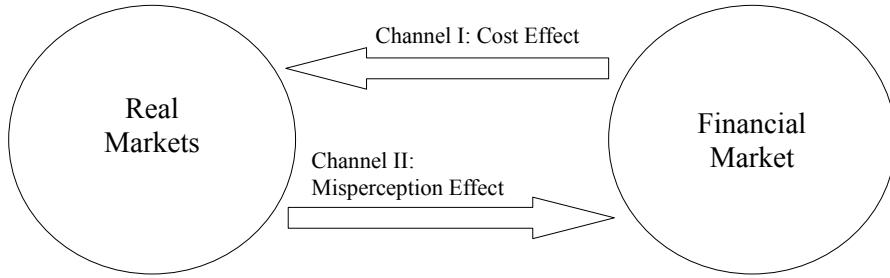 Channel I: Cost Effect
Real
Markets
Financial
Market
Channel II:
Misperception Effect